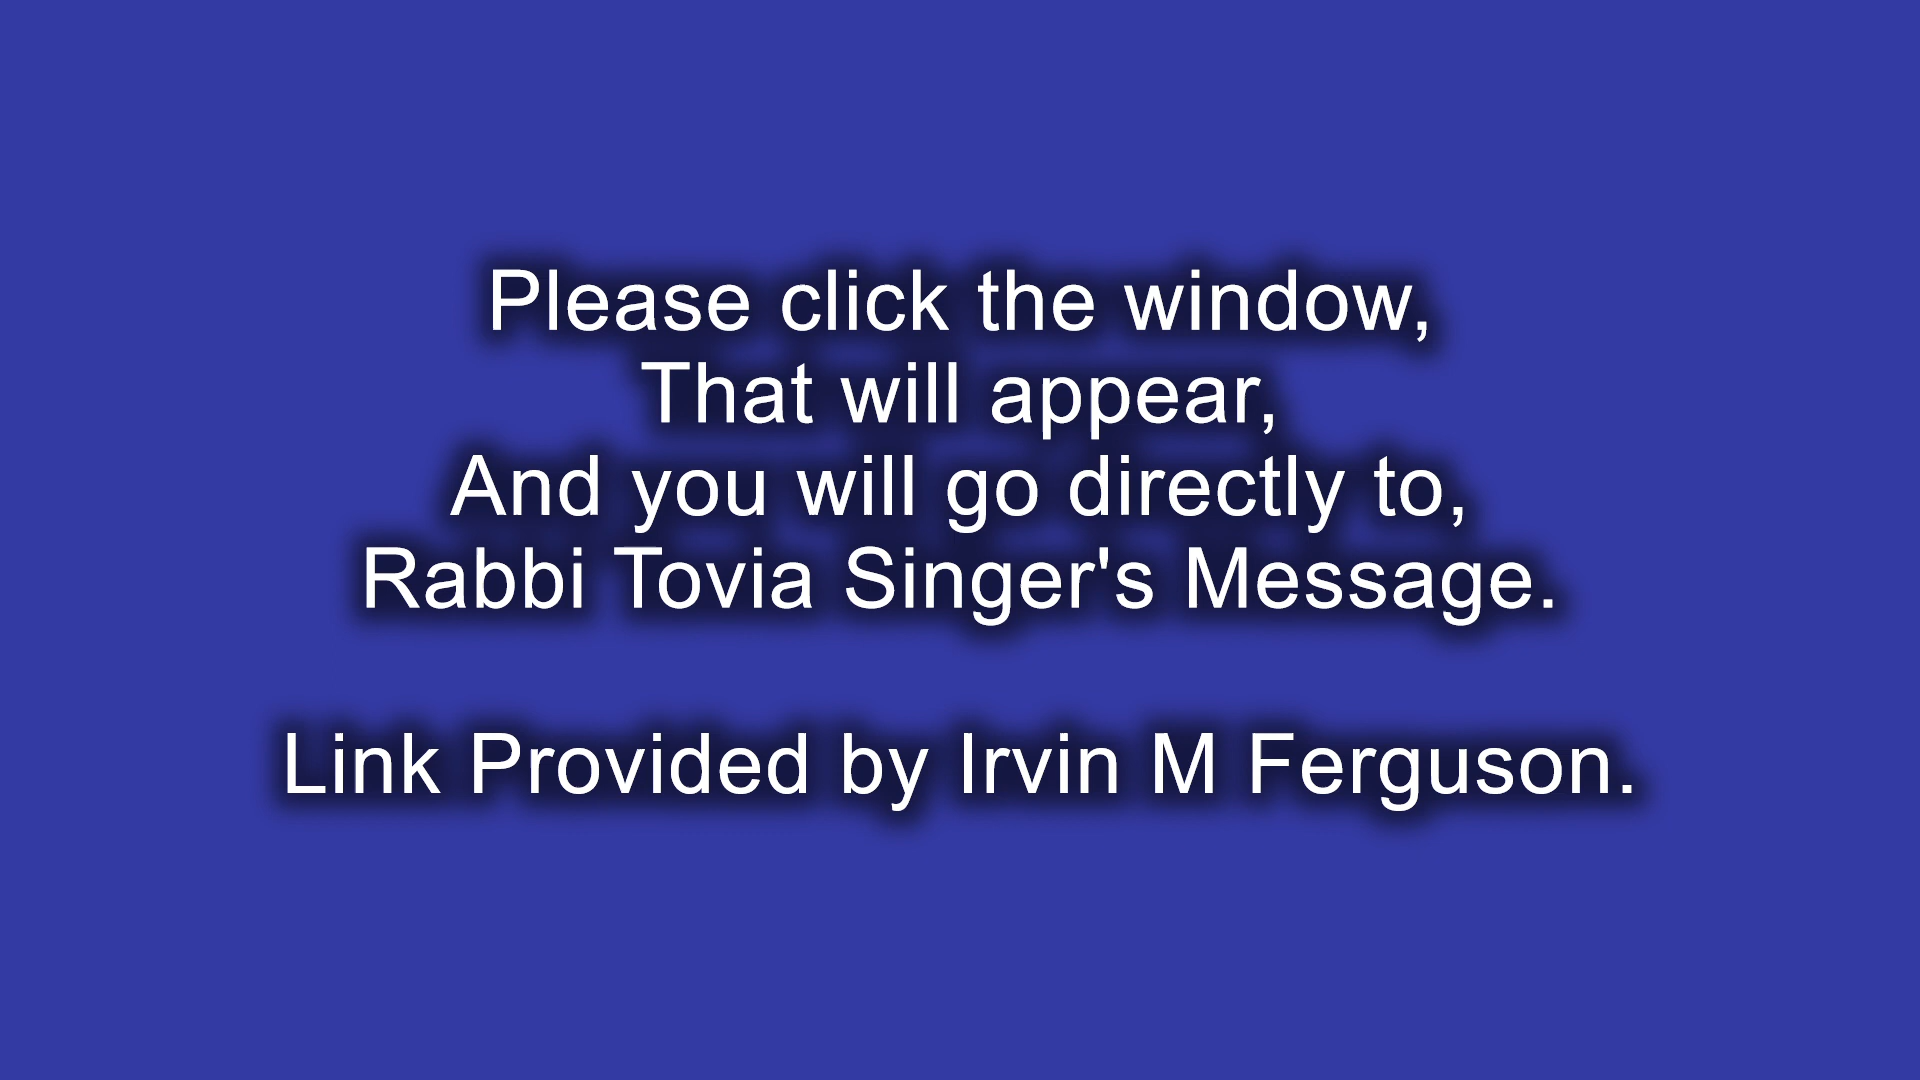 Please click the window,
That will appear,
And you will go directly to,
Rabbi Tovia Singer's Message.
Link Provided by Irvin M Ferguson.